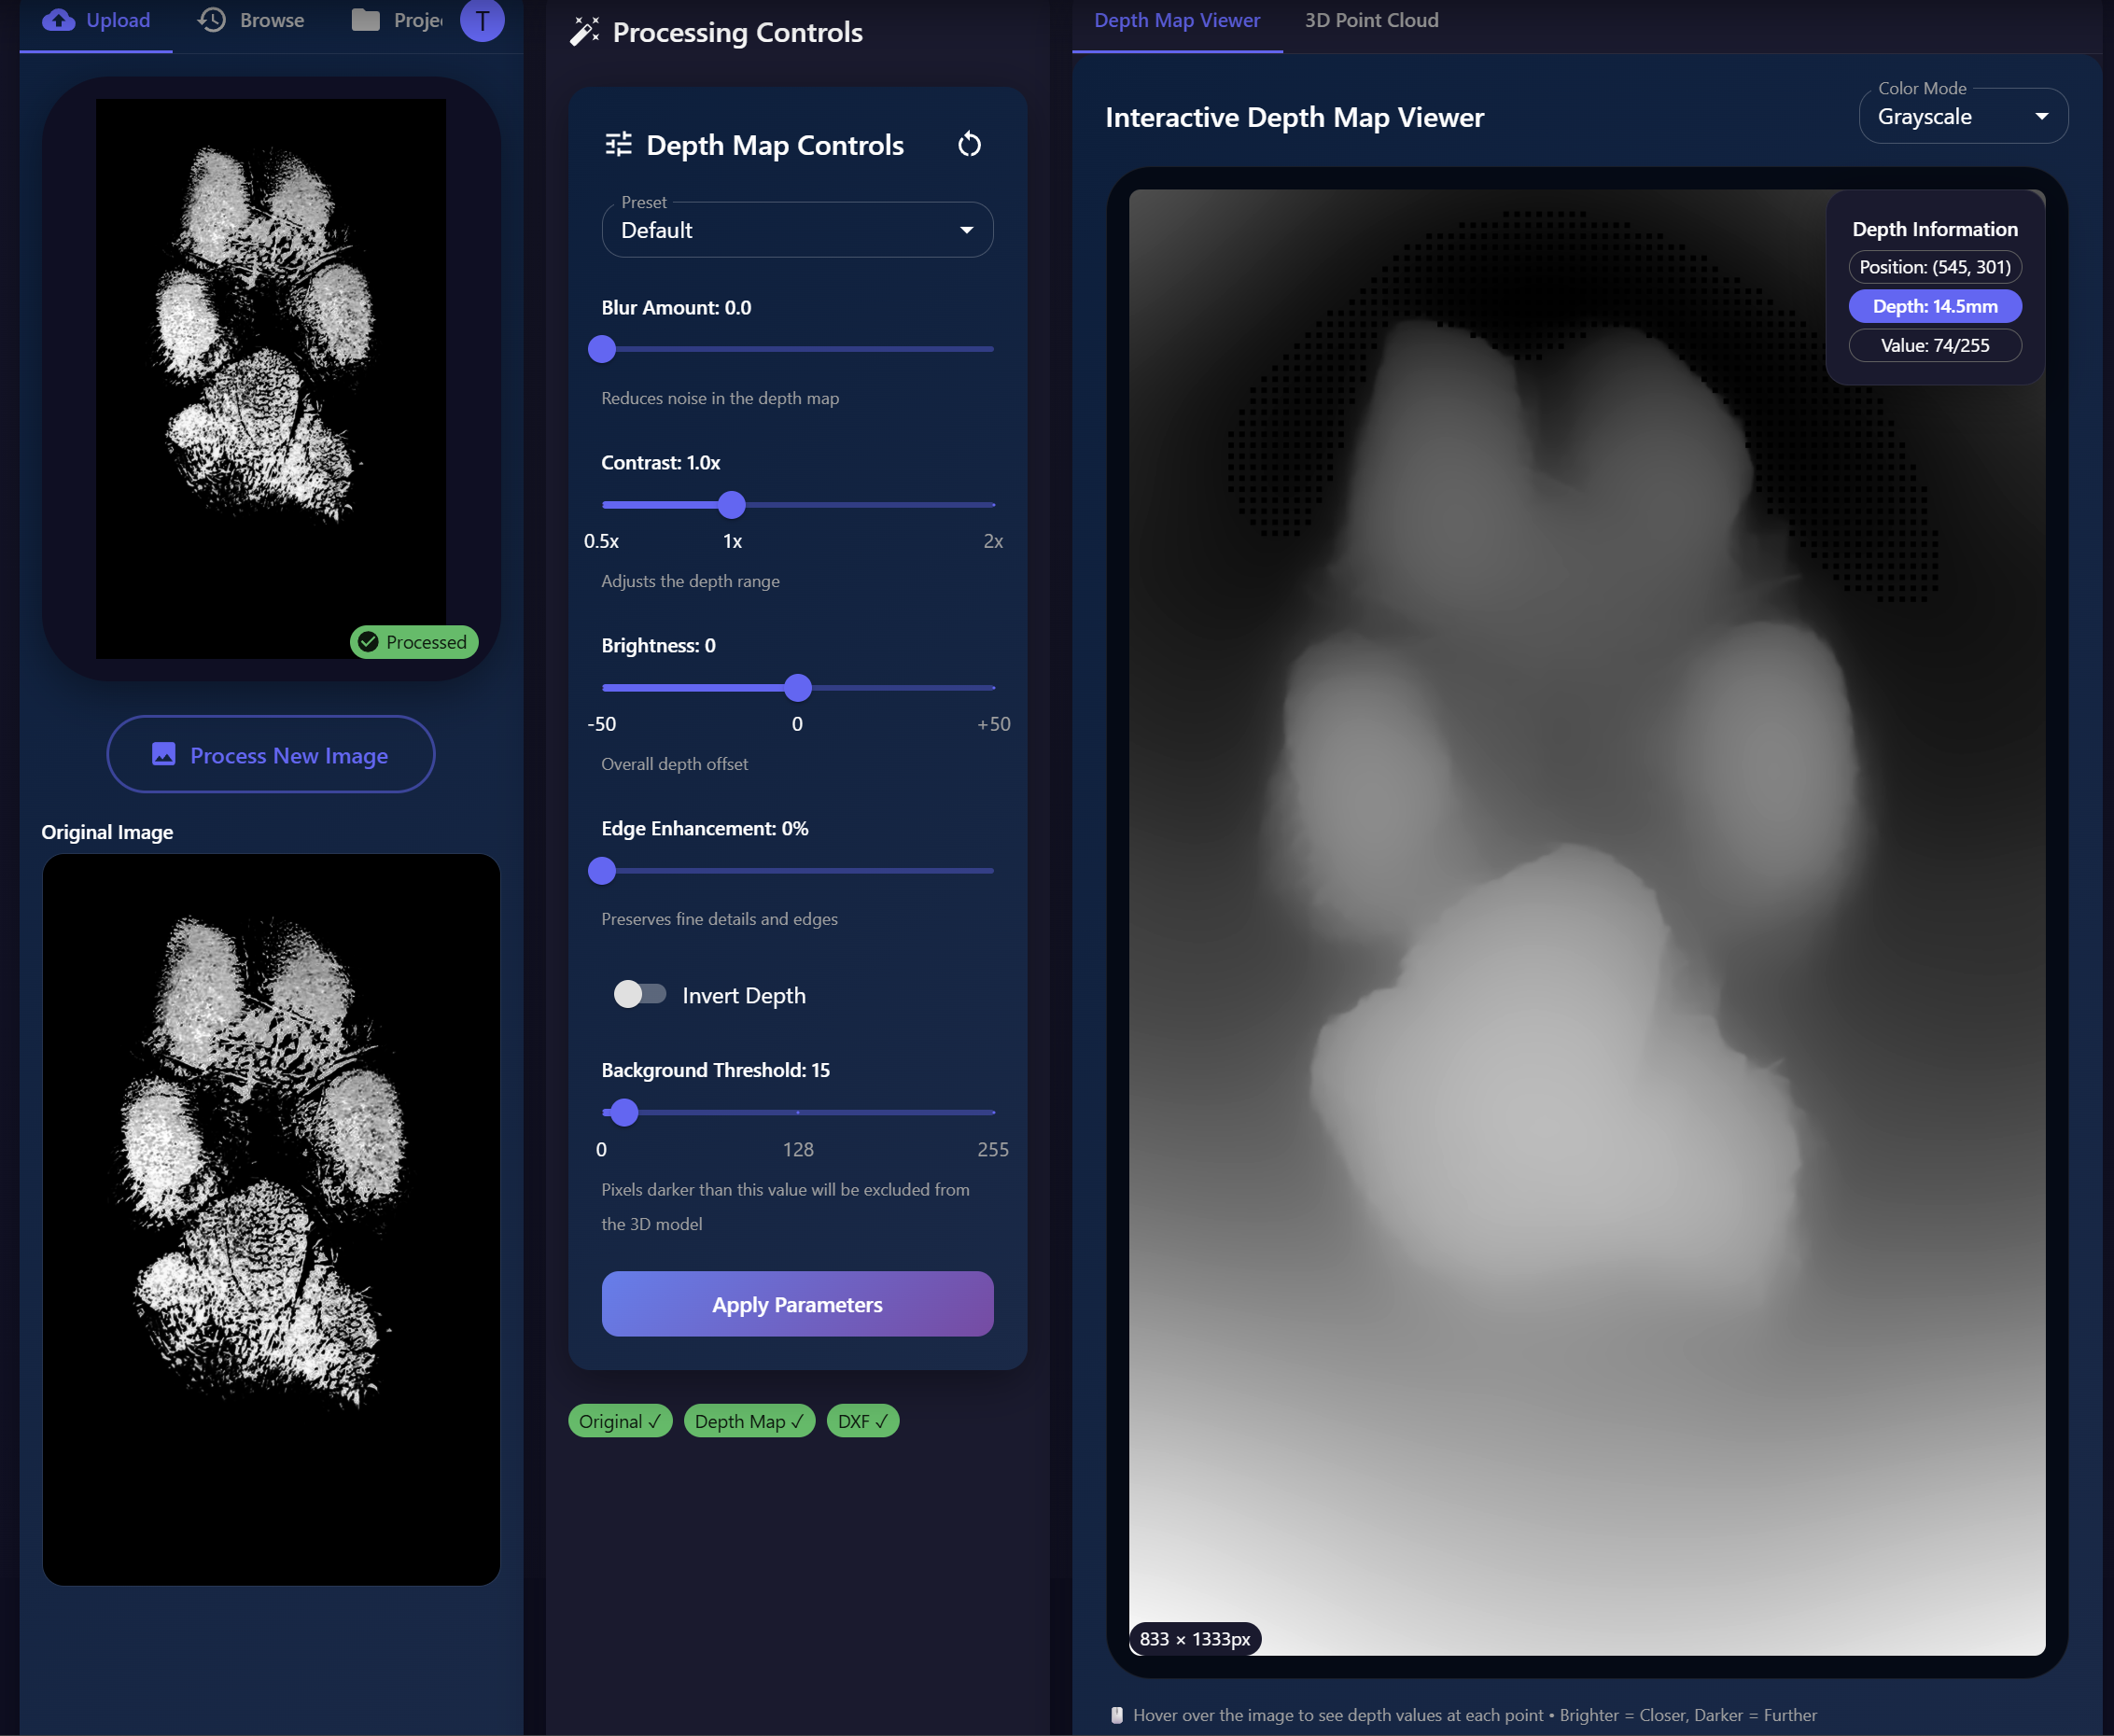 Upload
Browse
Projec
T
Processed
Process New Image
Original Image
Processing Controls
Depth Map Controls
Preset
Default
Blur Amount: 0.0
Reduces noise in the depth map
Contrast: 1.0x
0.5x 1x 2x
Adjusts the depth range
Brightness: 0
-50 0 +50
Overall depth offset
Edge Enhancement: 0%
Preserves fine details and edges
Invert Depth
Background Threshold: 15
0 128 255
Pixels darker than this value will be excluded from
the 3D model
Apply Parameters
Original ✓ Depth Map ✓ DXF ✓
Depth Map Viewer 3D Point Cloud
Interactive Depth Map Viewer
Color Mode
Grayscale
Depth Information
Position: (545, 301)
Depth: 14.5mm
Value: 74/255
833 × 1333px
Hover over the image to see depth values at each point • Brighter = Closer, Darker = Further